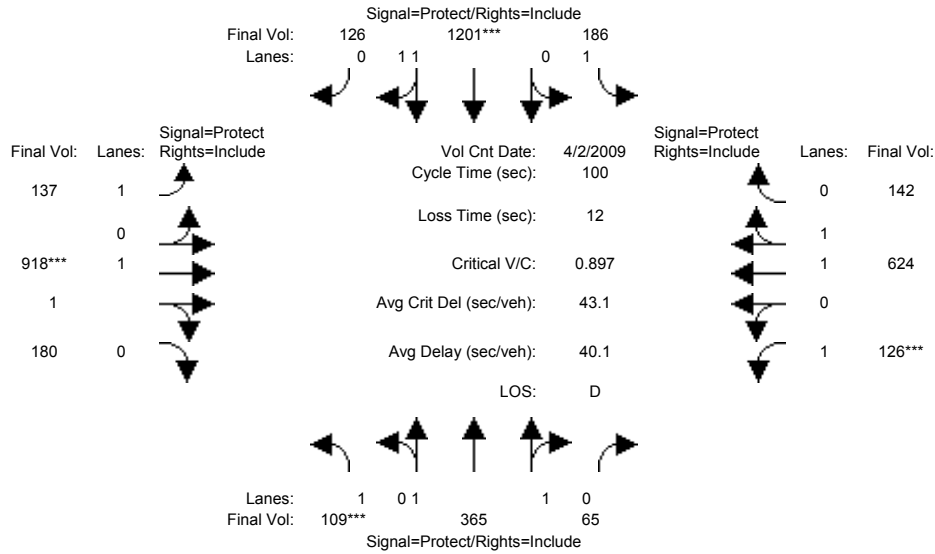 Signal=Protect/Rights=Include
Final Vol: 126 1201*** 186
Lanes: 0 1 1 0 1
Signal=Protect Signal=Protect
Final Vol: Lanes: Rights=Include Vol Cnt Date: 4/2/2009 Rights=Include Lanes: Final Vol:
Cycle Time (sec): 100
137 1 0 142
Loss Time (sec): 12
0 1
918*** 1 Critical V/C: 0.897 1 624
1 Avg Crit Del (sec/veh): 43.1 0
180 0 Avg Delay (sec/veh): 40.1 1 126***
LOS: D
Lanes: 1 0 1 1 0
Final Vol: 109*** 365 65
Signal=Protect/Rights=Include